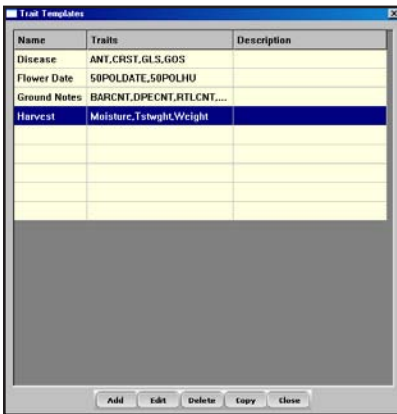 Trait Templates
Name Traits Description
Disease ANT,CRST,GLS,GOS
Flower Date 50POLDATE,50POLHU
Ground Notes BARCNT,DPECNT,RTLCNT,...
Harvest Moisture,Tstwght,Weight
Add Edit Delete Copy Close